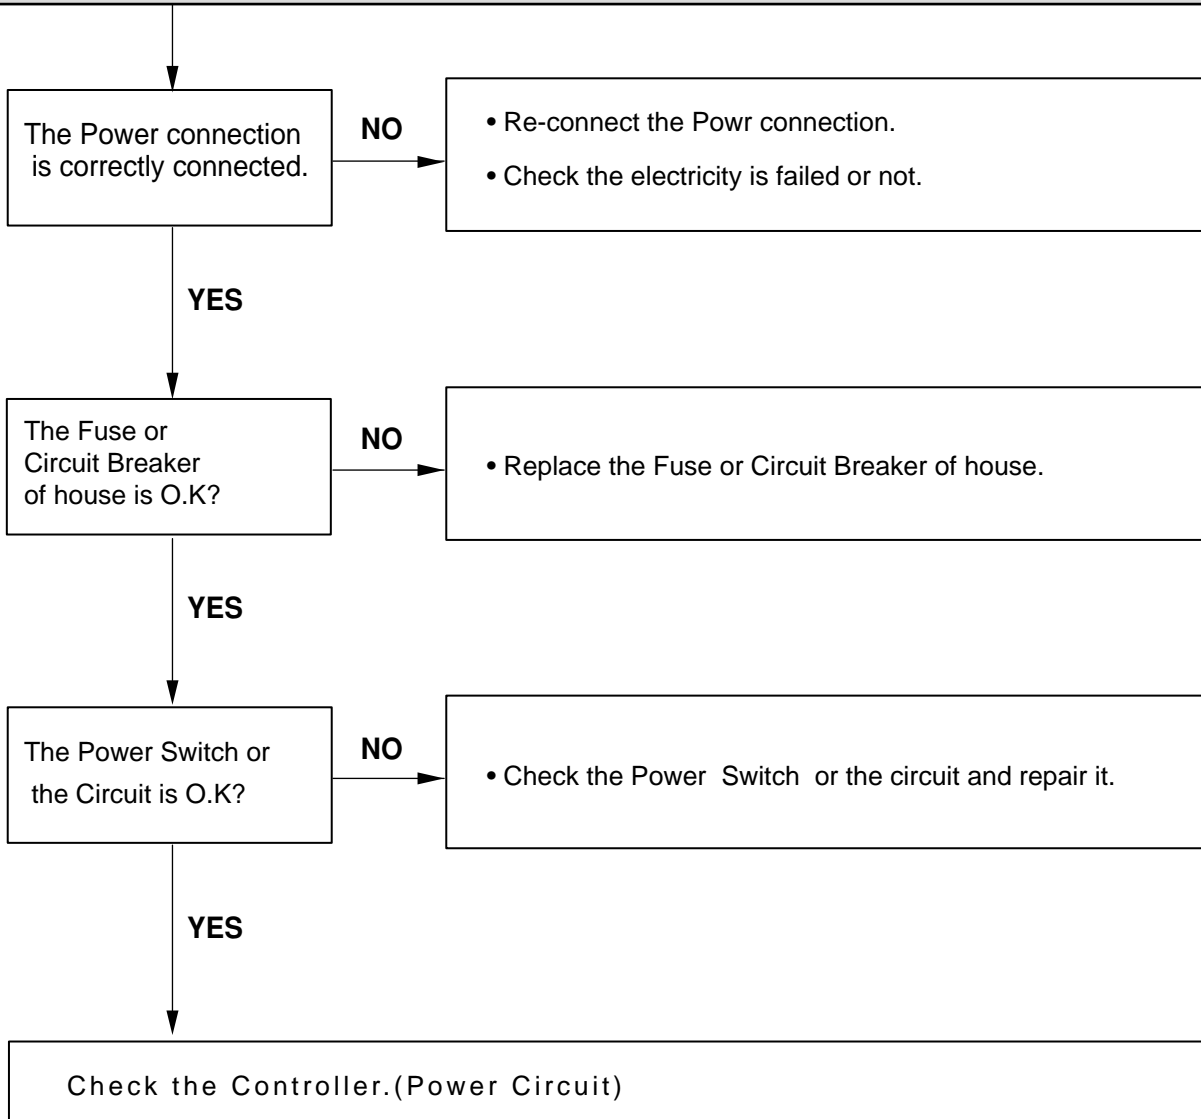 The Power connection
is correctly connected.
NO
• Re-connect the Powr connection.
• Check the electricity is failed or not.
YES
The Fuse or
Circuit Breaker
of house is O.K?
NO
• Replace the Fuse or Circuit Breaker of house.
YES
The Power Switch or
the Circuit is O.K?
NO
• Check the Power Switch or the circuit and repair it.
YES
Check the Controller.(Power Circuit)